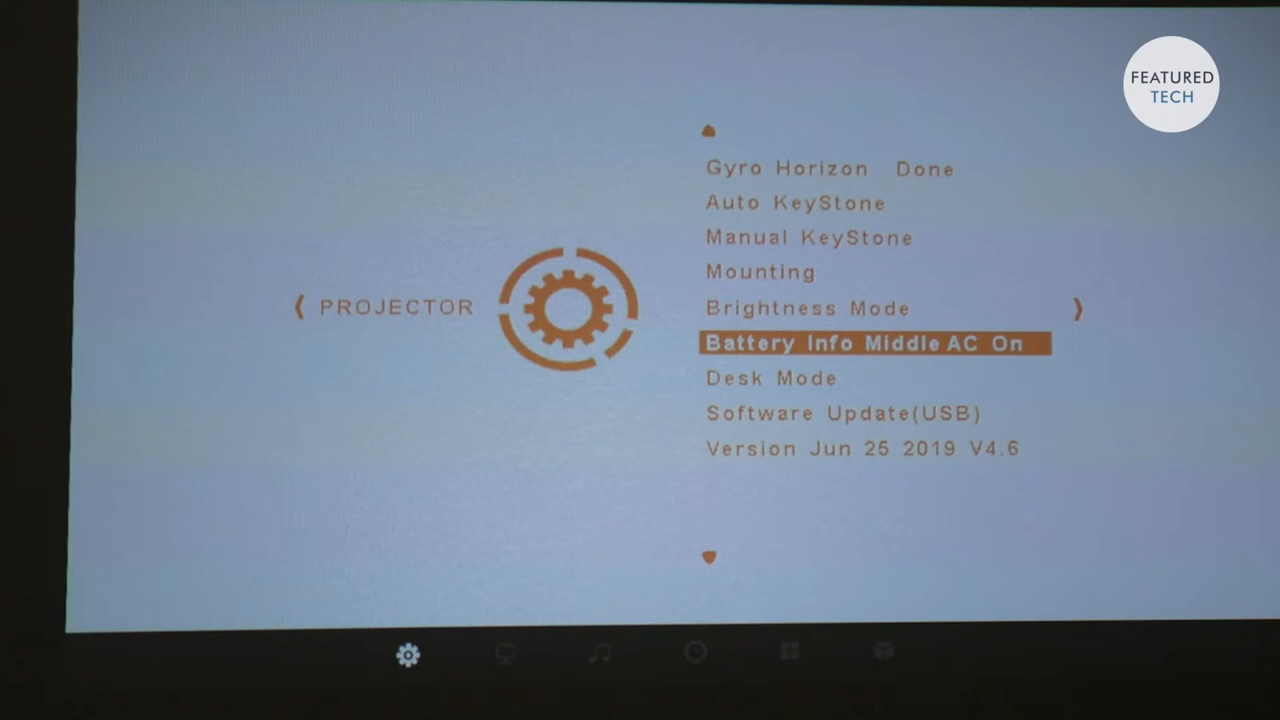 FEATURED
TECH
Gyro Horizon Done
Auto KeyStone
Manual KeyStone
Mounting
PROJECTOR
Brightness Mode
Battery Info Middle AC On
Desk Mode
Software Update(USB)
Version Jun 25 2019 V4.6